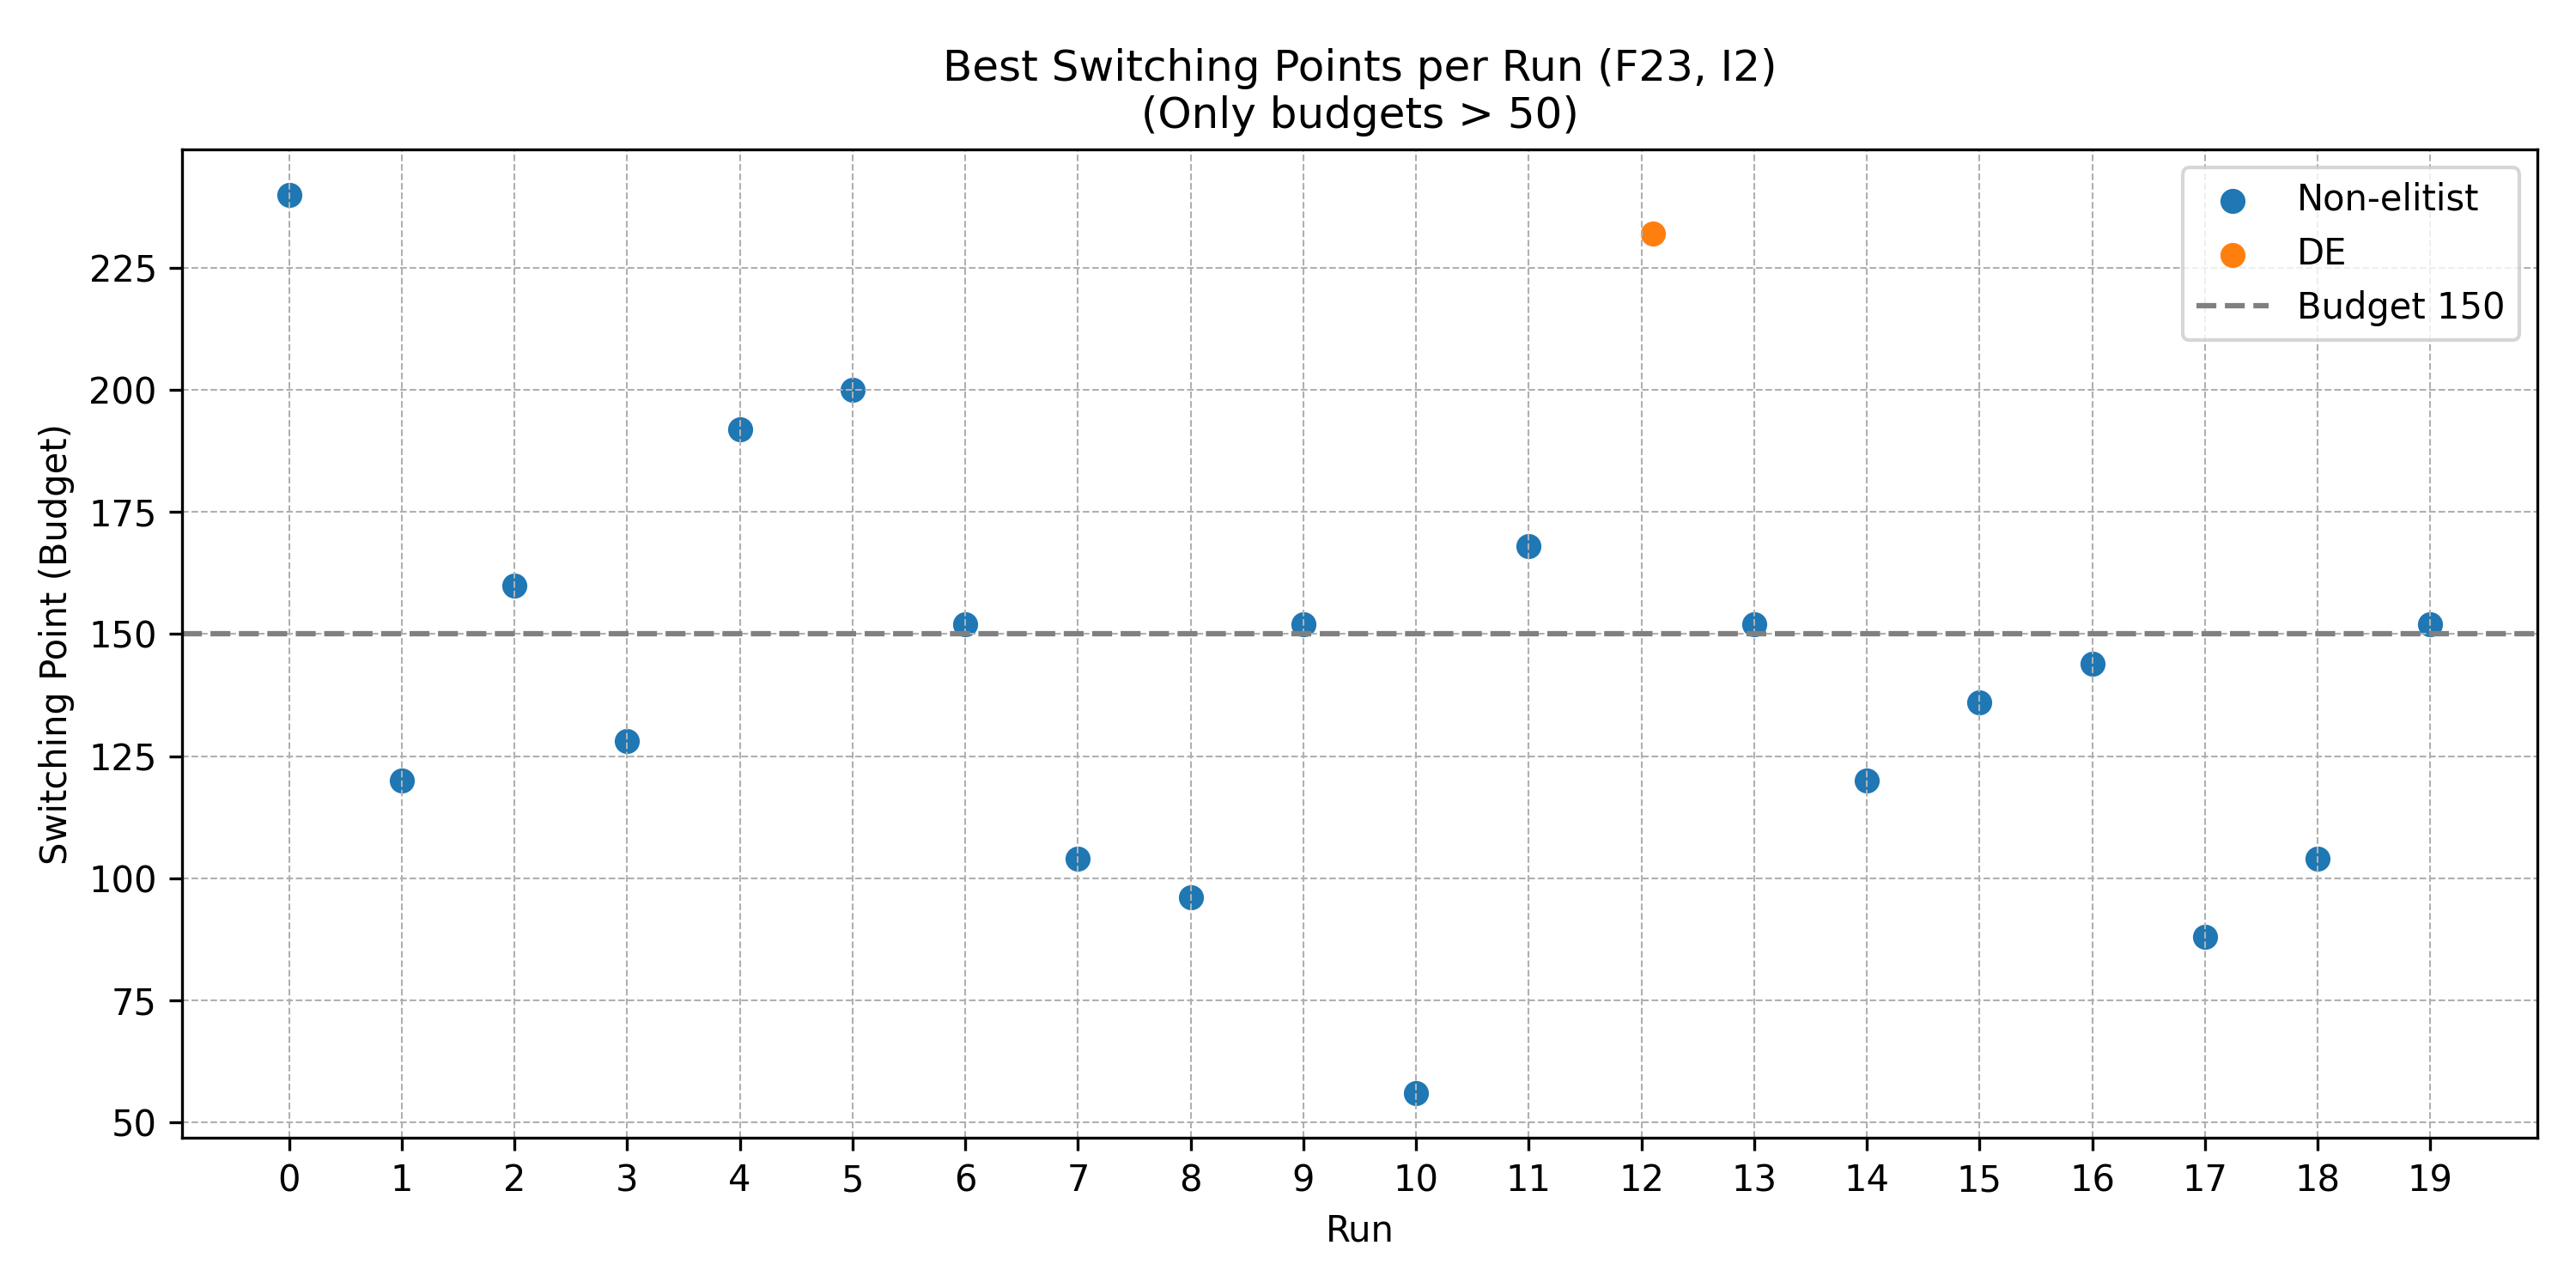 Best Switching Points per Run (F23, I2)
(Only budgets > 50)
Non-elitist
DE
Budget 150
Switching Point (Budget)
225
200
175
150
125
100
75
50
0 1 2 3 4 5 6 7 8 9 10 11 12 13 14 15 16 17 18 19
Run